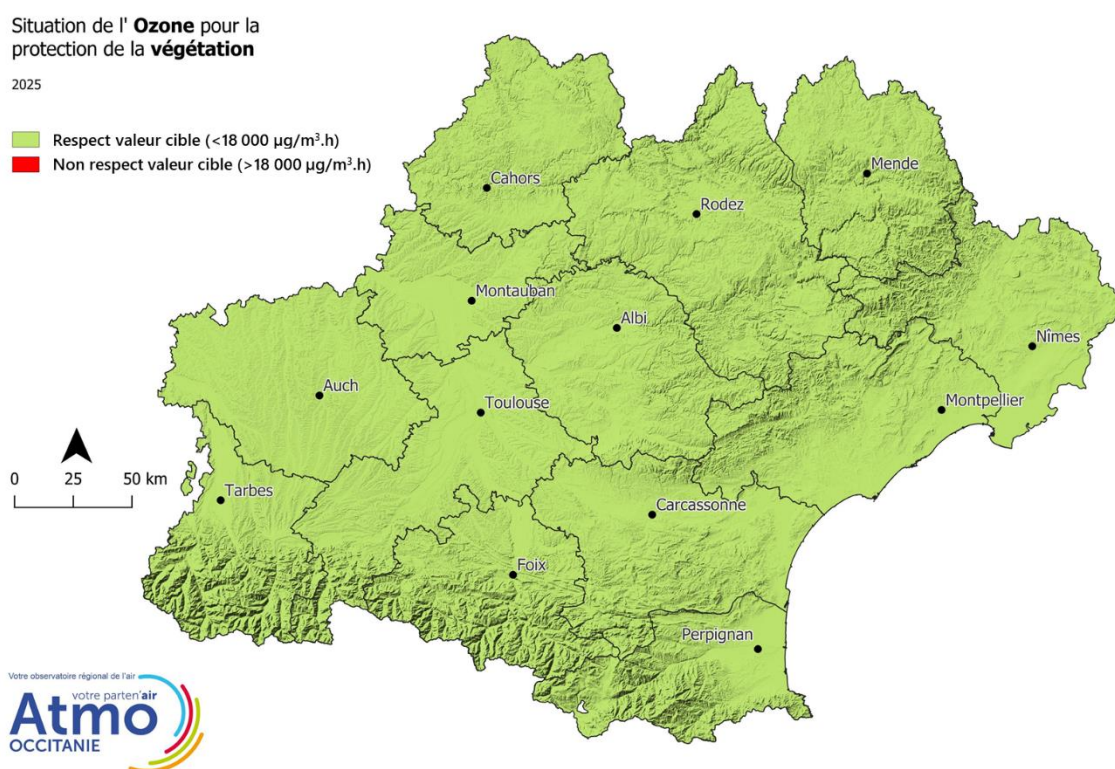 Situation de l' Ozone pour la
protection de la végétation
2025
Respect valeur cible (<18 000 µg/m³.h)
Non respect valeur cible (>18 000 µg/m³.h)
Mende
Cahors
Rodez
Montauban
Albi
Nîmes
Auch
Toulouse
Montpellier
0 25 50 km
Tarbes
Carcassonne
Foix
Perpignan
Votre observatoire régional de l'air
votre parten'air
Atmo
OCCITANIE